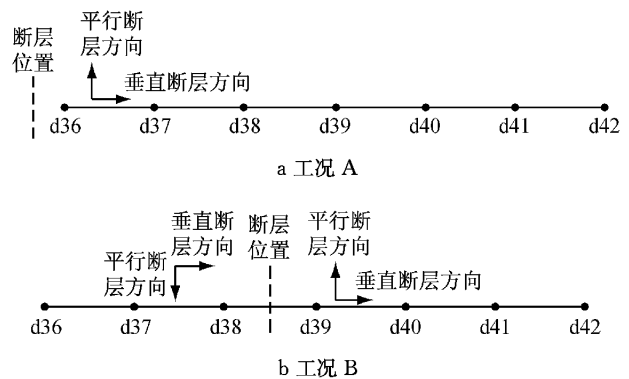 平行断
层方向
断层
位置
垂直断层方向
d36 d37 d38 d39 d40 d41 d42
a 工况 A
垂直断
层方向
断层
位置
平行断
层方向
平行断
层方向
垂直断层方向
d36 d37 d38 d39 d40 d41 d42
b 工况 B